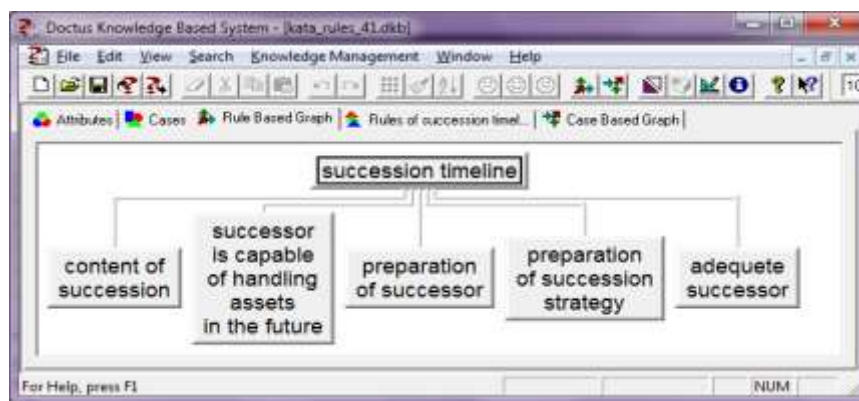 Doctus Knowledge Based System - [kata_rules_41.dkb]
File Edit View Search Knowledge Management Window Help
Attributes Cases Rule Based Graph Rules of succession timel... Case Based Graph
succession timeline
content of
succession
successor
is capable
of handling
assets
in the future
preparation
of successor
preparation
of succession
strategy
adequete
successor
For Help, press F1
NUM